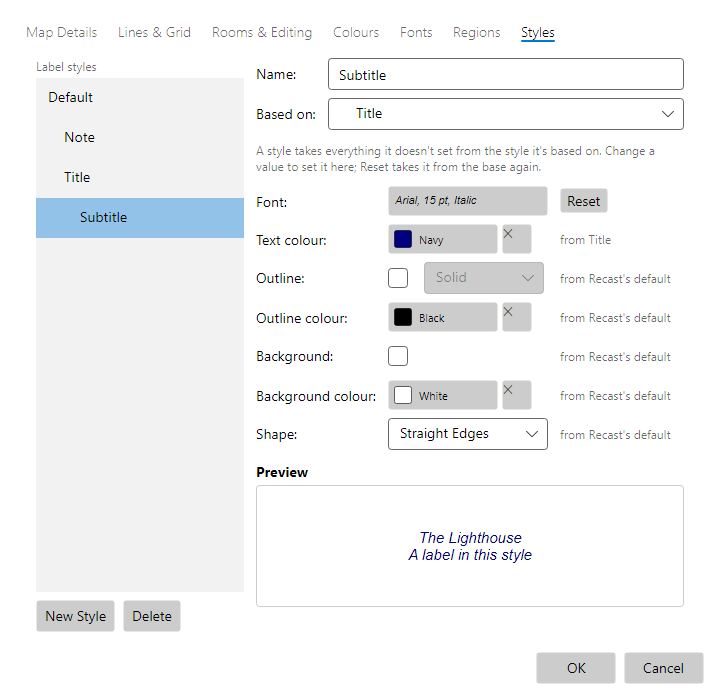 Map Details Lines & Grid Rooms & Editing Colours Fonts Regions Styles
Label styles
Default
Note
Title
Subtitle
New Style Delete
Name: Subtitle
Based on: Title
A style takes everything it doesn't set from the style it's based on. Change a
value to set it here; Reset takes it from the base again.
Font: Arial, 15 pt, Italic Reset
Text colour: Navy from Title
Outline: Solid from Recast's default
Outline colour: Black from Recast's default
Background: from Recast's default
Background colour: White from Recast's default
Shape: Straight Edges from Recast's default
Preview
The Lighthouse
A label in this style
OK Cancel